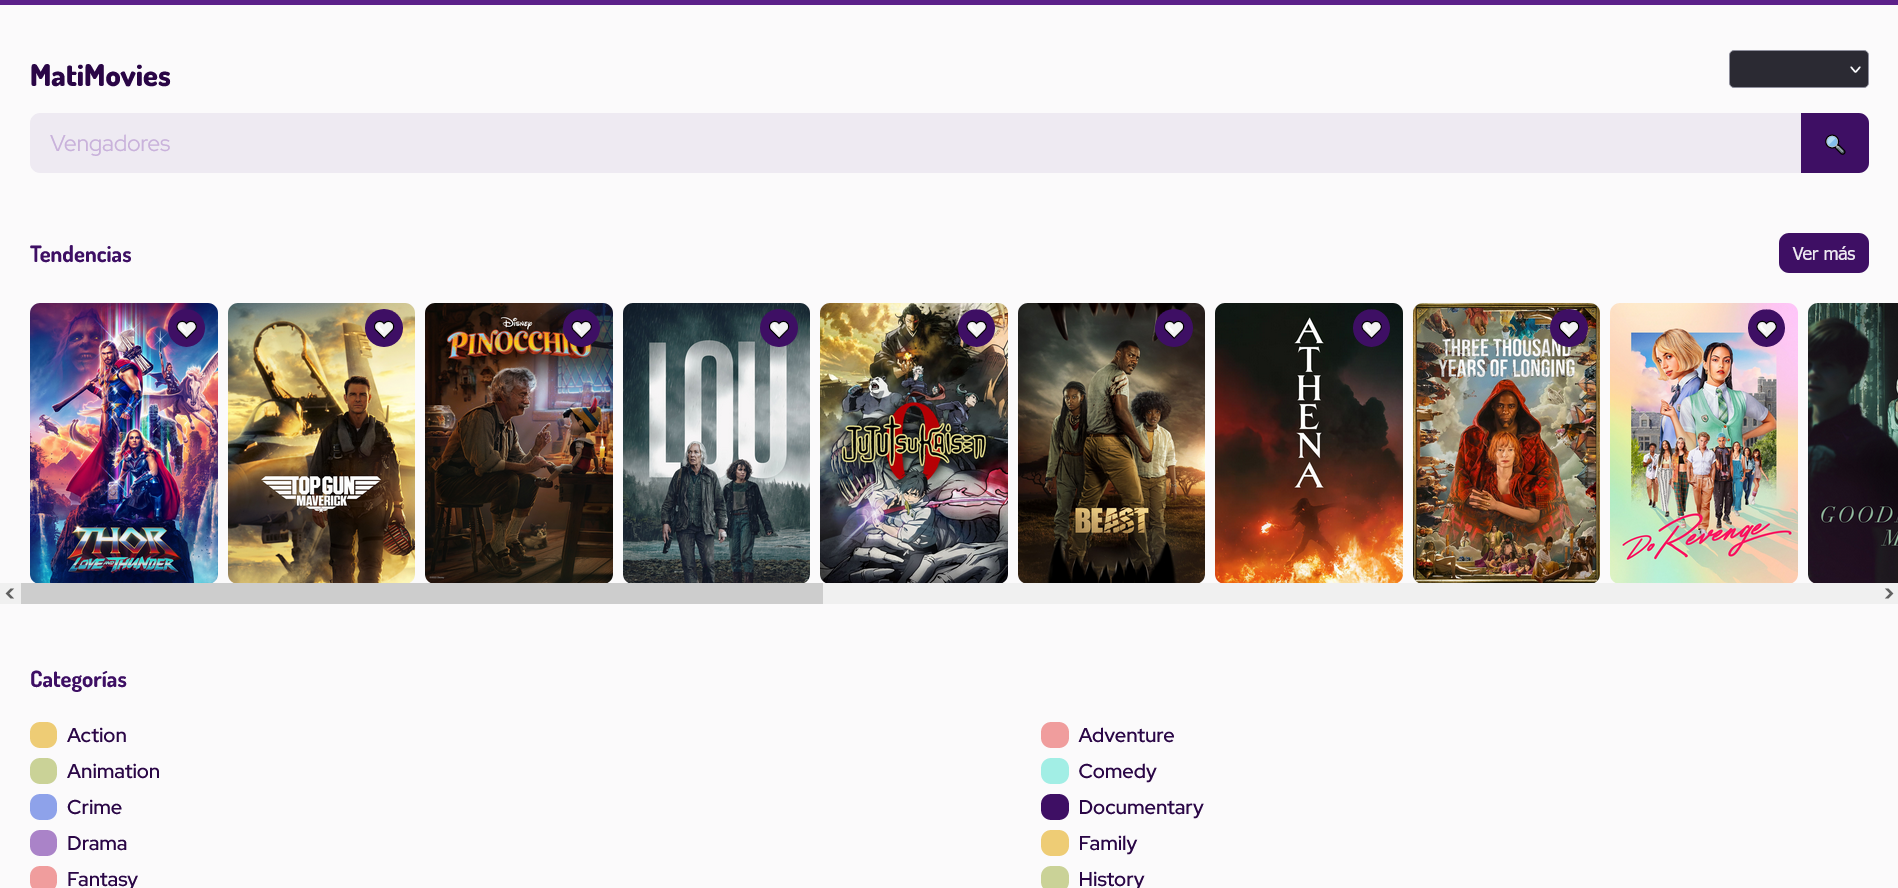 MatiMovies
Vengadores
Tendencias
Ver más
THOR
LOVE AND THUNDER
TOP GUN
MAVERICK
Disney
PINOCCHIO
LOU
JUJUTSU KAISEN
0
BEAST
ATHENA
THREE THOUSAND
YEARS OF LONGING
Do Revenge
GOOD
M
Categorías
Action
Adventure
Animation
Comedy
Crime
Documentary
Drama
Family
Fantasy
History